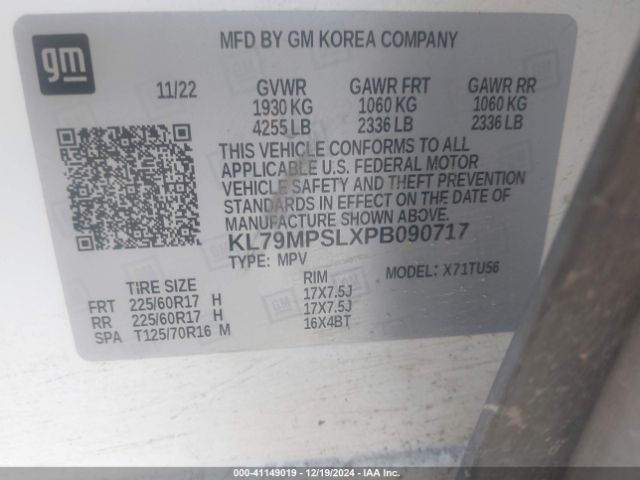 gm
MFD BY GM KOREA COMPANY
11/22 GVWR GAWR FRT GAWR RR
1930 KG 1060 KG 1060 KG
4255 LB 2336 LB 2336 LB
THIS VEHICLE CONFORMS TO ALL
APPLICABLE U.S. FEDERAL MOTOR
VEHICLE SAFETY AND THEFT PREVENTION
STANDARDS IN EFFECT ON THE DATE OF
MANUFACTURE SHOWN ABOVE.
KL79MPSLXPB090717
TYPE: MPV MODEL: X71TU56
TIRE SIZE RIM
FRT 225/60R17 H 17X7.5J
RR 225/60R17 H 17X7.5J
SPA T125/70R16 M 16X4BT
000-41149019 - 12/19/2024 - IAA Inc.